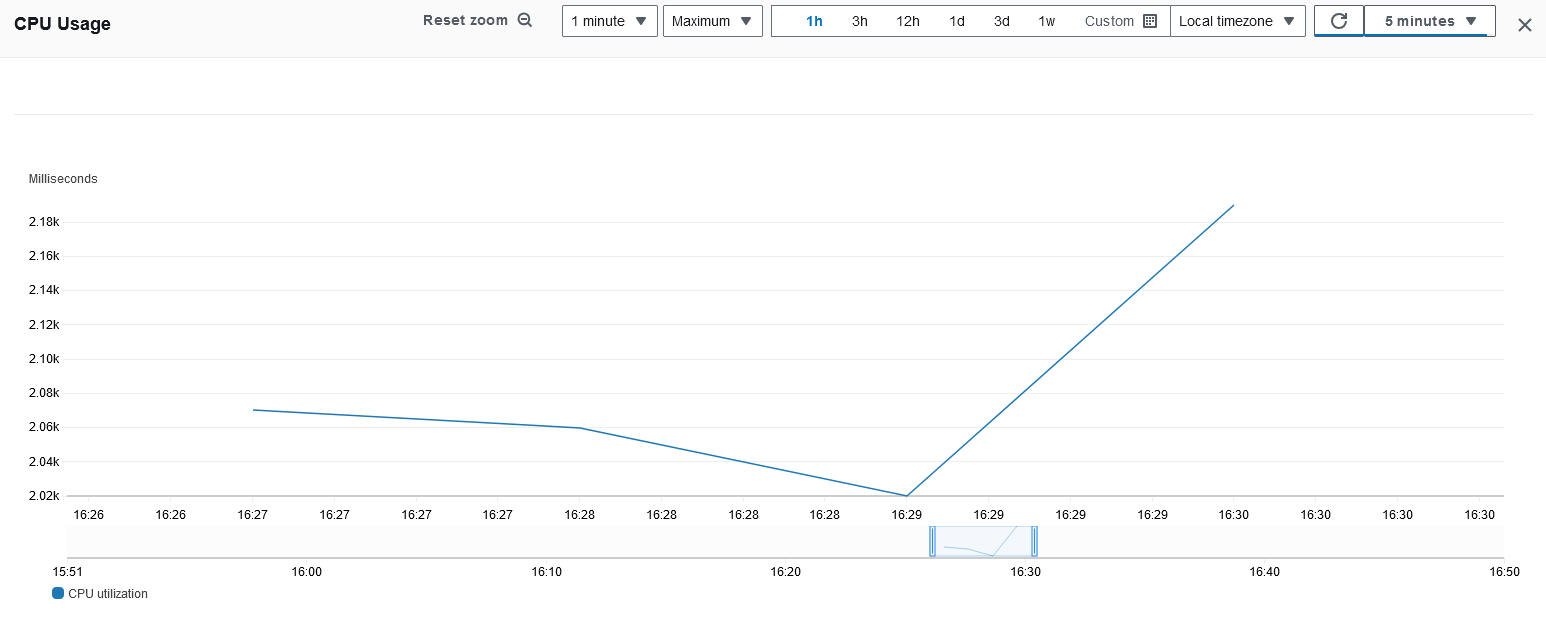 CPU Usage
Reset zoom 1 minute Maximum 1h 3h 12h 1d 3d 1w Custom Local timezone 5 minutes
Milliseconds
2.18k
2.16k
2.14k
2.12k
2.10k
2.08k
2.06k
2.04k
2.02k
16:26 16:26 16:27 16:27 16:27 16:27 16:28 16:28 16:28 16:28 16:29 16:29 16:29 16:29 16:30 16:30 16:30 16:30
15:51 16:00 16:10 16:20 16:30 16:40 16:50
CPU utilization